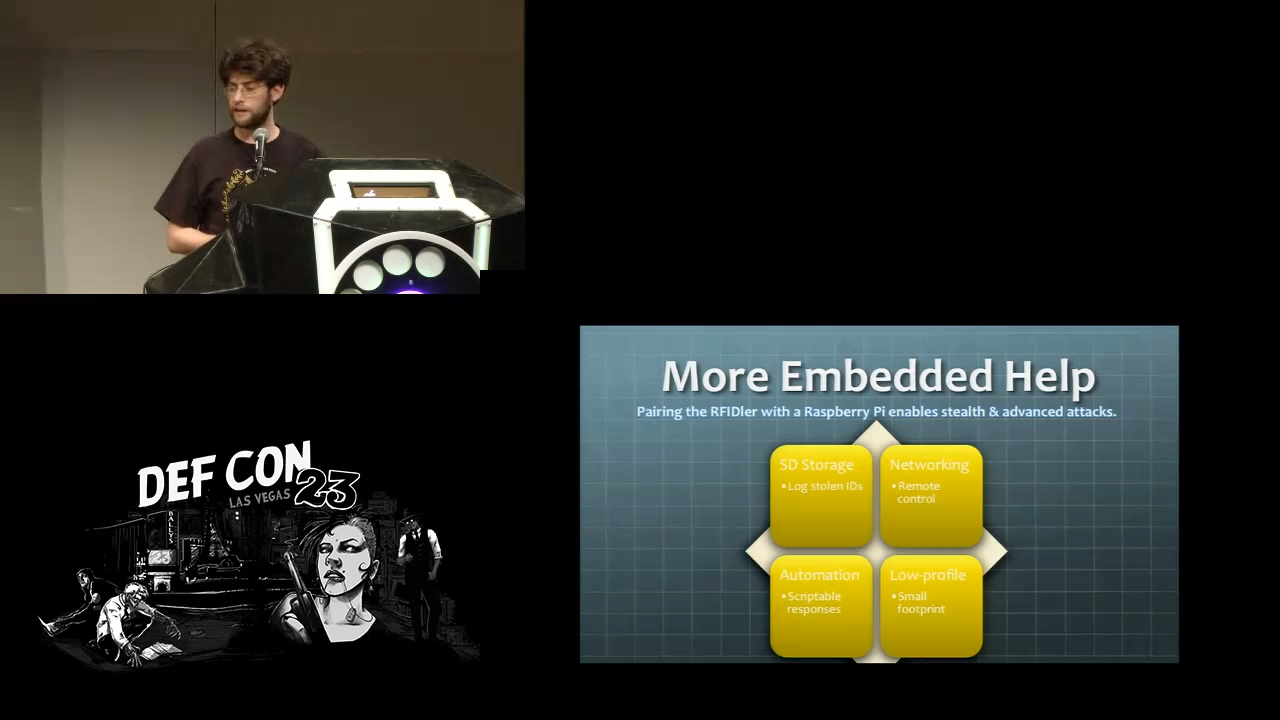 More Embedded Help
Pairing the RFIDler with a Raspberry Pi enables stealth & advanced attacks.
SD Storage
•Log stolen IDs
Networking
•Remote
control
Automation
•Scriptable
responses
Low-profile
•Small
footprint
DEF CON
LAS VEGAS 23
BALLYS